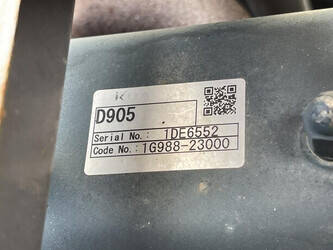 D905
Serial No.: 1DE6552
Code No.: 1G988-23000